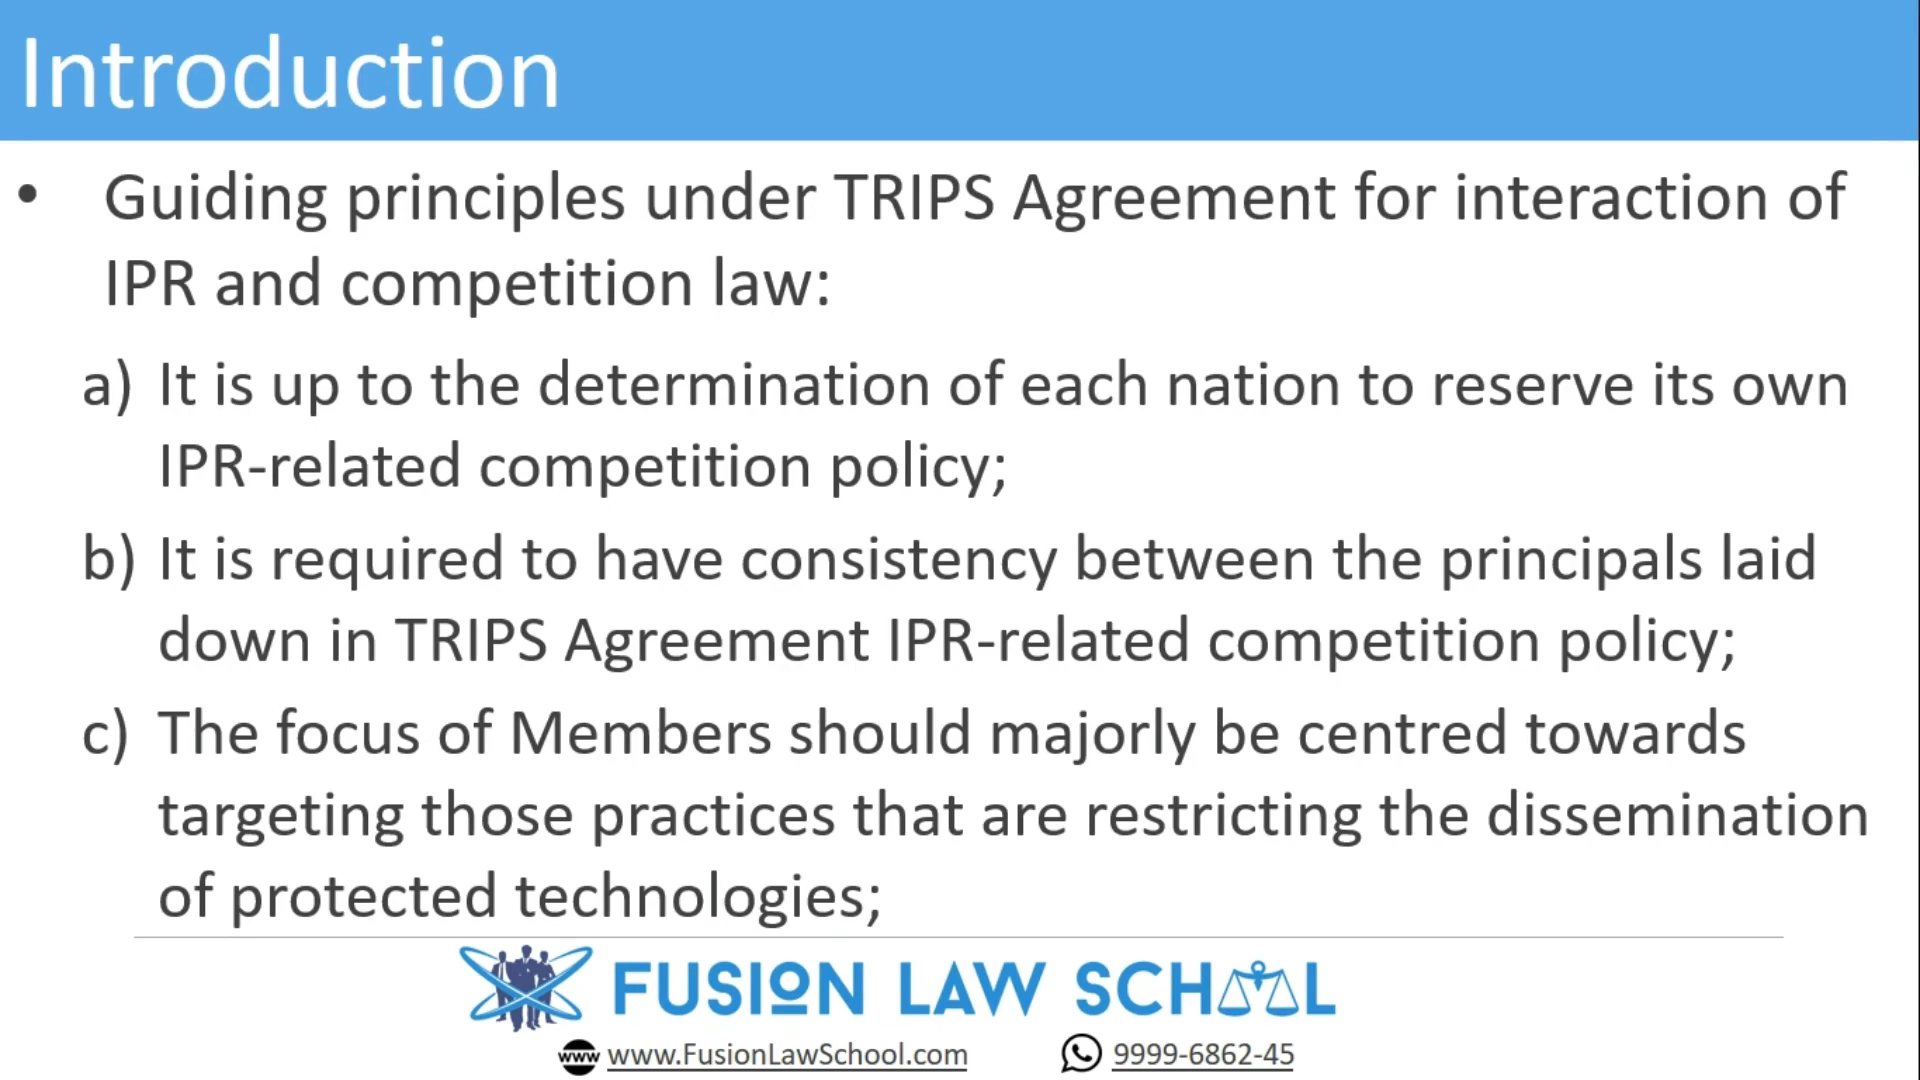 Introduction
• Guiding principles under TRIPS Agreement for interaction of
IPR and competition law:
a) It is up to the determination of each nation to reserve its own
IPR-related competition policy;
b) It is required to have consistency between the principals laid
down in TRIPS Agreement IPR-related competition policy;
c) The focus of Members should majorly be centred towards
targeting those practices that are restricting the dissemination
of protected technologies;
FUSION LAW SCHOOL
www www.FusionLawSchool.com 9999-6862-45